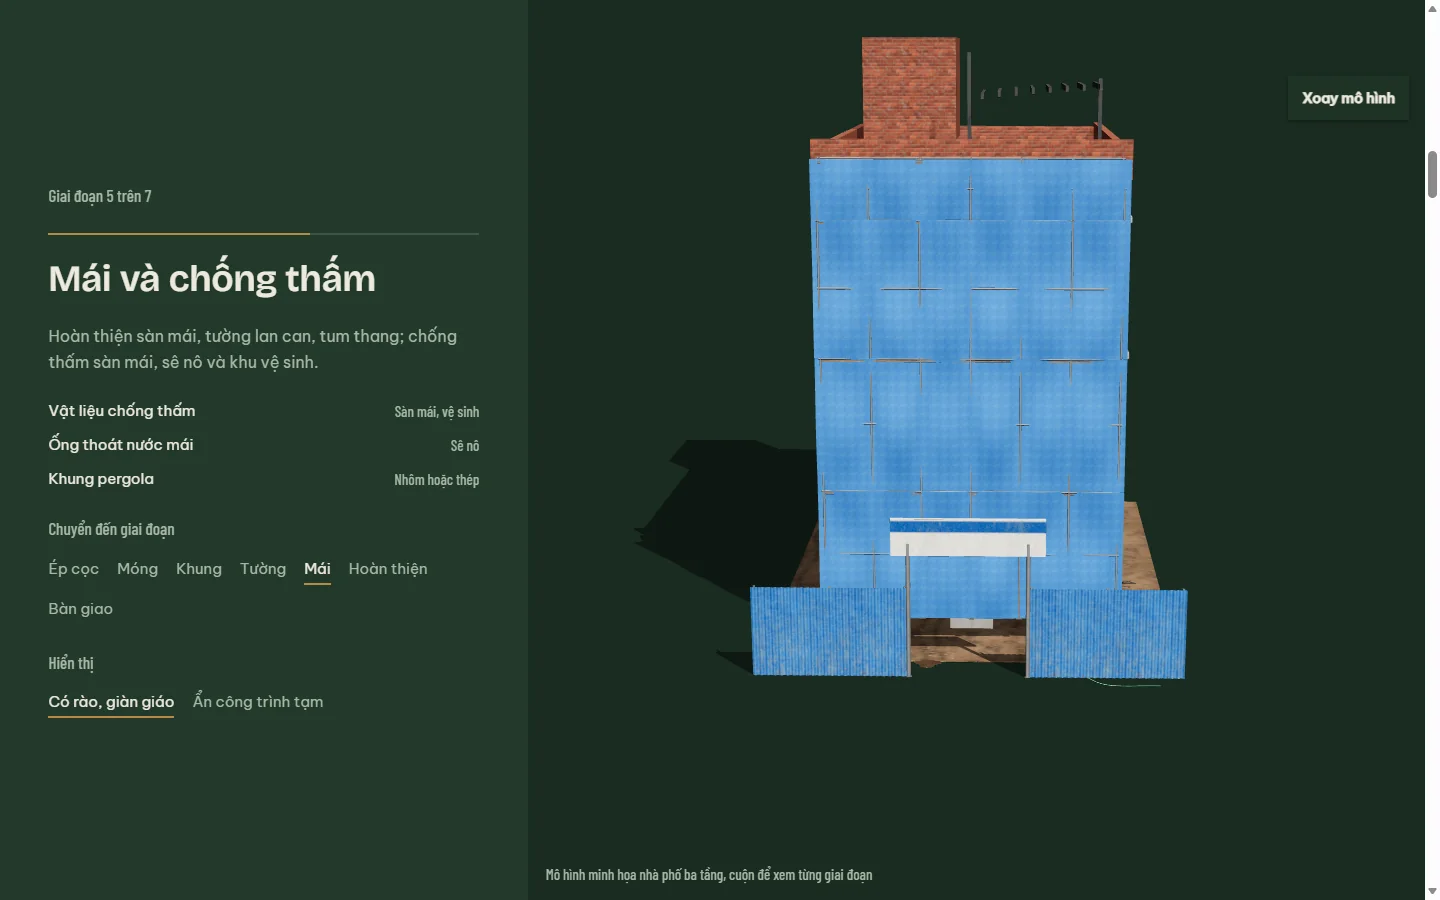 Giai đoạn 5 trên 7
Mái và chống thấm
Hoàn thiện sàn mái, tường lan can, tum thang; chống
thấm sàn mái, sê nô và khu vệ sinh.
Vật liệu chống thấm Sàn mái, vệ sinh
Ống thoát nước mái Sê nô
Khung pergola Nhôm hoặc thép
Chuyển đến giai đoạn
Ép cọc Móng Khung Tường Mái Hoàn thiện
Bàn giao
Hiển thị
Có rào, giàn giáo Ẩn công trình tạm
Xoay mô hình
Mô hình minh họa nhà phố ba tầng, cuộn để xem từng giai đoạn